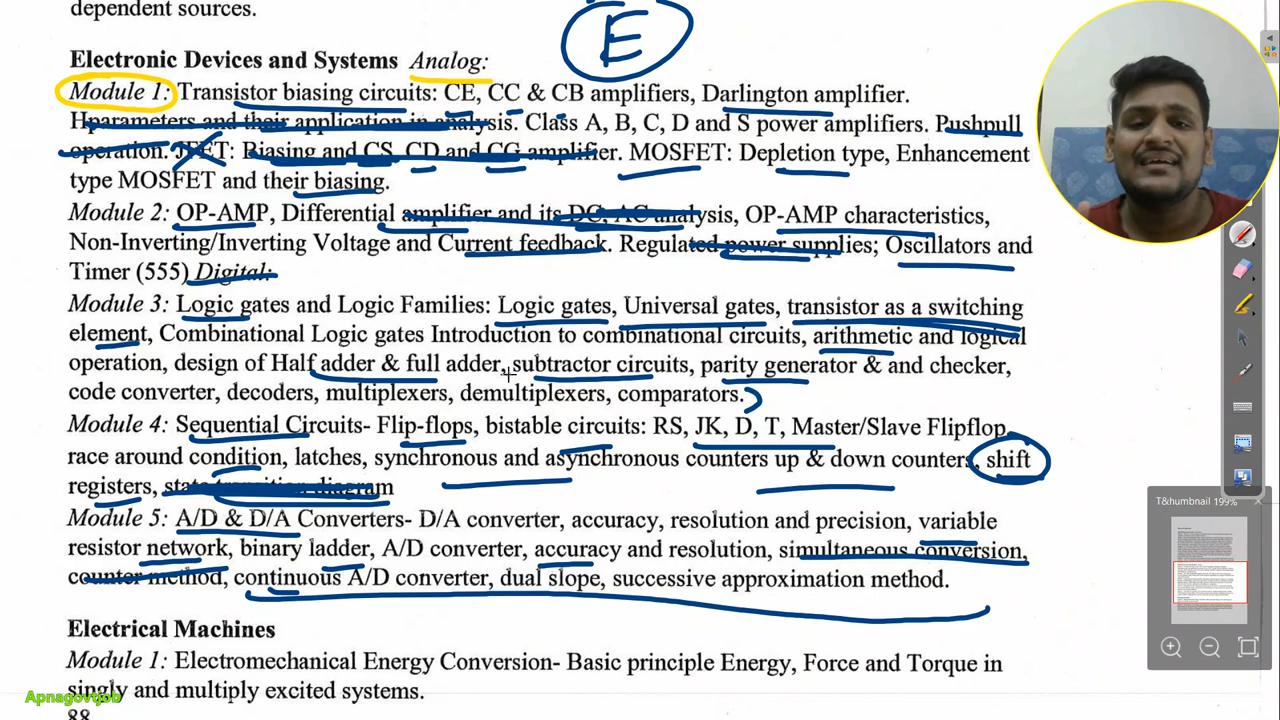 dependent sources.
E
Electronic Devices and Systems Analog:
Module 1: Transistor biasing circuits: CE, CC & CB amplifiers, Darlington amplifier.
Hparameters and their application in analysis. Class A, B, C, D and S power amplifiers. Pushpull
operation. JFET: Biasing and CS, CD and CG amplifier. MOSFET: Depletion type, Enhancement
type MOSFET and their biasing.
Module 2: OP-AMP, Differential amplifier and its DC, AC analysis, OP-AMP characteristics,
Non-Inverting/Inverting Voltage and Current feedback. Regulated power supplies; Oscillators and
Timer (555) Digital:
Module 3: Logic gates and Logic Families: Logic gates, Universal gates, transistor as a switching
element, Combinational Logic gates Introduction to combinational circuits, arithmetic and logical
operation, design of Half adder & full adder, subtractor circuits, parity generator & and checker,
code converter, decoders, multiplexers, demultiplexers, comparators.
Module 4: Sequential Circuits- Flip-flops, bistable circuits: RS, JK, D, T, Master/Slave Flipflop,
race around condition, latches, synchronous and asynchronous counters up & down counters, shift
registers, state transition diagram
Module 5: A/D & D/A Converters- D/A converter, accuracy, resolution and precision, variable
resistor network, binary ladder, A/D converter, accuracy and resolution, simultaneous conversion,
counter method, continuous A/D converter, dual slope, successive approximation method.
Electrical Machines
Module 1: Electromechanical Energy Conversion- Basic principle Energy, Force and Torque in
singly and multiply excited systems.
88
Apnagovtjob
T&humbnail 199%